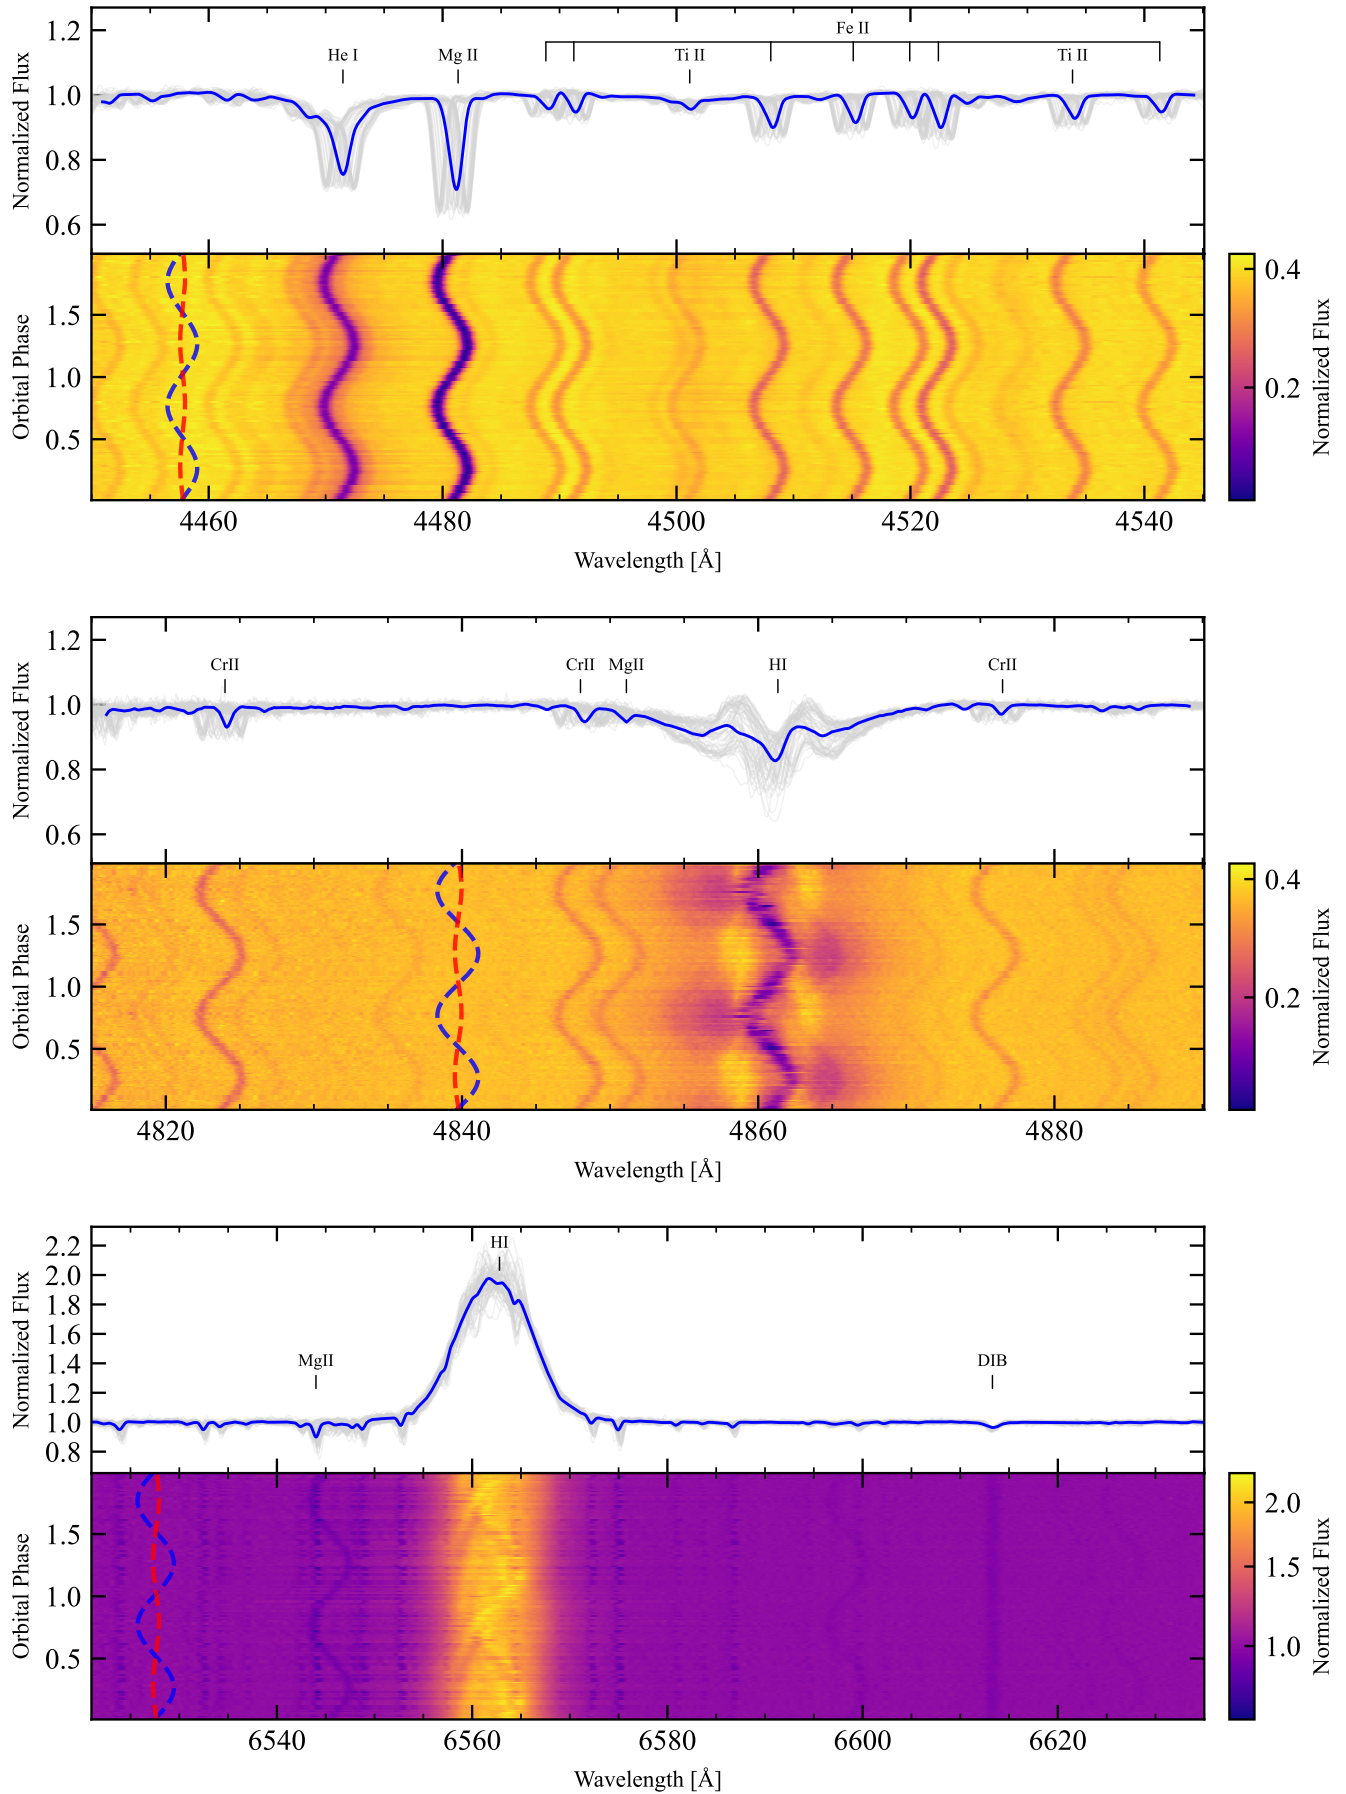 Fe II
He I Mg II Ti II Ti II
Normalized Flux
1.2
1.0
0.8
0.6
Orbital Phase
1.5
1.0
0.5
0.4
0.2
Normalized Flux
4460 4480 4500 4520 4540
Wavelength [Å]
CrII CrII MgII HI CrII
Normalized Flux
1.2
1.0
0.8
0.6
Orbital Phase
1.5
1.0
0.5
0.4
0.2
Normalized Flux
4820 4840 4860 4880
Wavelength [Å]
HI
MgII DIB
Normalized Flux
2.2
2.0
1.8
1.6
1.4
1.2
1.0
0.8
Orbital Phase
1.5
1.0
0.5
2.0
1.5
1.0
Normalized Flux
6540 6560 6580 6600 6620
Wavelength [Å]